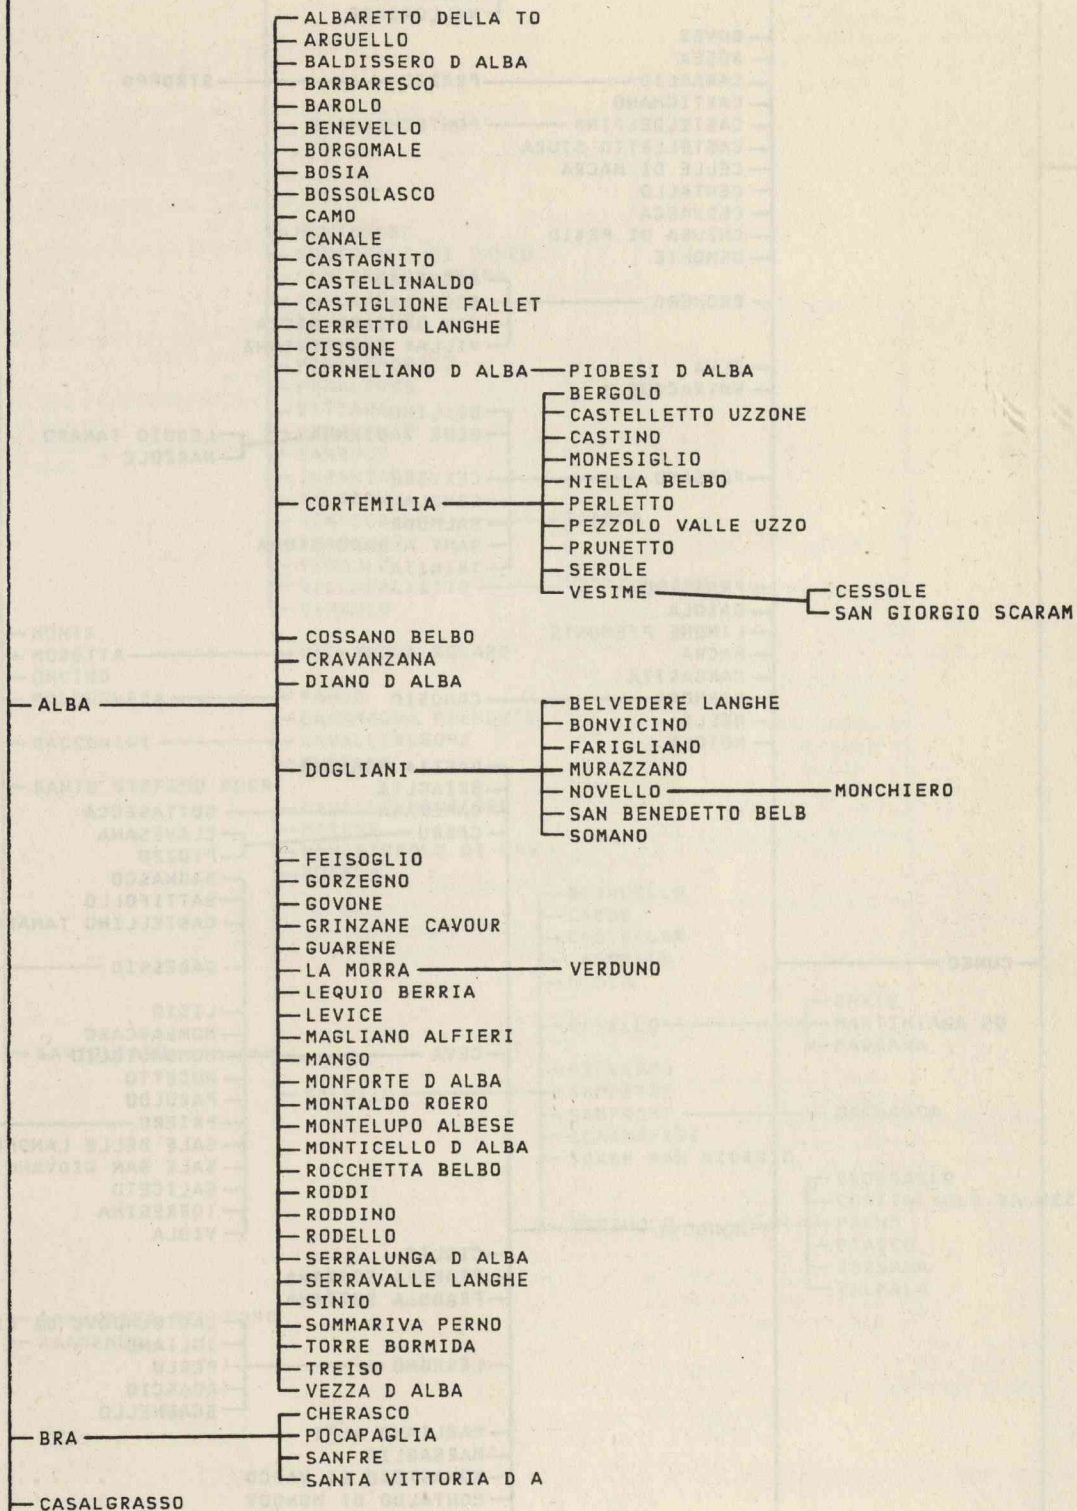 ALBARETTO DELLA TO
ARGUELLO
BALDISSERO D ALBA
BARBARESCO
BAROLO
BENEVELLO
BORGOMALE
BOSIA
BOSSOLASCO
CAMO
CANALE
CASTAGNITO
CASTELLINALDO
CASTIGLIONE FALLET
CERRETTO LANGHE
CISSONE
CORNELIANO D ALBA PIOBESI D ALBA
BERGOLO
CASTELLETTO UZZONE
CASTINO
MONESIGLIO
NIELLA BELBO
CORTEMILIA PERLETTO
PEZZOLO VALLE UZZO
PRUNETTO
SEROLE
VESIME CESSOLE
SAN GIORGIO SCARAM
COSSANO BELBO
CRAVANZANA
DIANO D ALBA
ALBA BELVEDERE LANGHE
BONVICINO
FARIGLIANO
DOGLIANI MURAZZANO
NOVELLO MONCHIERO
SAN BENEDETTO BELB
SOMANO
FEISOGLIO
GORZEGNO
GOVONE
GRINZANE CAVOUR
GUARENE
LA MORRA VERDUNO
LEQUIO BERRIA
LEVICE
MAGLIANO ALFIERI
MANGO
MONFORTE D ALBA
MONTALDO ROERO
MONTELUPO ALBESE
MONTICELLO D ALBA
ROCCHETTA BELBO
RODDI
RODDINO
RODELLO
SERRALUNGA D ALBA
SERRAVALLE LANGHE
SINIO
SOMMARIVA PERNO
TORRE BORMIDA
TREISO
VEZZA D ALBA
CHERASCO
BRA POCAPAGLIA
SANFRE
SANTA VITTORIA D A
CASALGRASSO